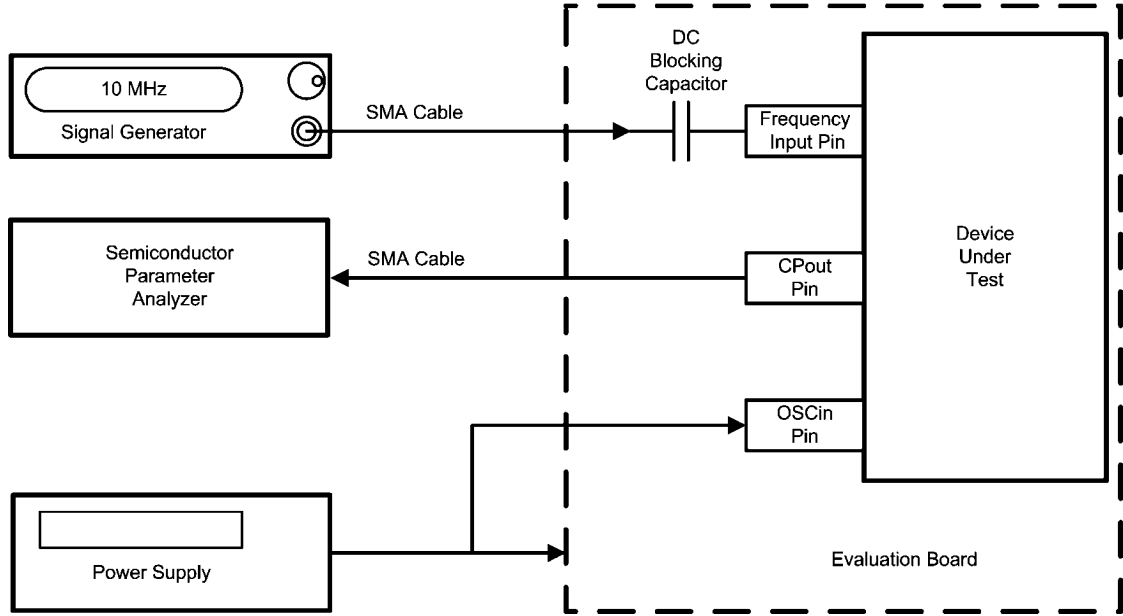 10 MHz
Signal Generator
SMA Cable
DC
Blocking
Capacitor
Frequency
Input Pin
Semiconductor
Parameter
Analyzer
SMA Cable
CPout
Pin
Device
Under
Test
OSCin
Pin
Power Supply
Evaluation Board